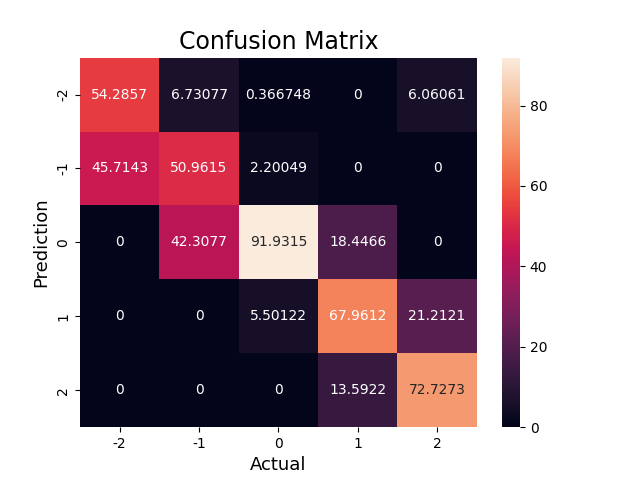 Confusion Matrix
-2 54.2857 6.73077 0.366748 0 6.06061
-1 45.7143 50.9615 2.20049 0 0
0 0 42.3077 91.9315 18.4466 0
1 0 0 5.50122 67.9612 21.2121
2 0 0 0 13.5922 72.7273
-2 -1 0 1 2
Prediction
Actual
80
60
40
20
0